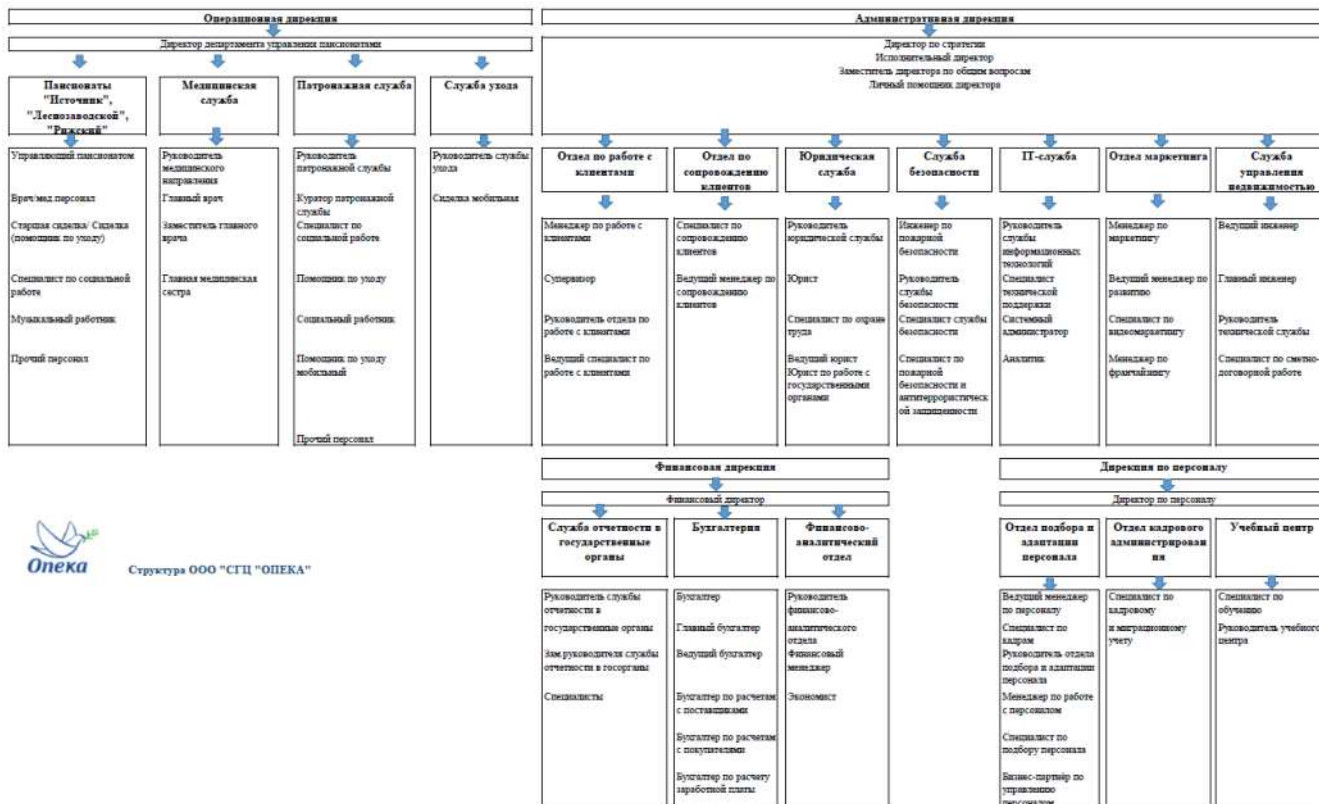 Операционная дирекция
Директор департамента управления пансионатами
Пансионаты
"Источник",
"Леснозаводской",
"Рижский"
Управляющий пансионатом
Врач/мед.персонал
Старшая сиделка/ Сиделка
(помощник по уходу)
Специалист по социальной
работе
Музыкальный работник
Прочий персонал
Медицинская
служба
Руководитель
медицинского
направления
Главный врач
Заместитель главного
врача
Главная медицинская
сестра
Патронажная служба
Руководитель
патронажной службы
Куратор патронажной
службы
Специалист по
социальной работе
Помощник по уходу
Социальный работник
Помощник по уходу
мобильный
Прочий персонал
Служба ухода
Руководитель службы
ухода
Сиделка мобильная
Административная дирекция
Директор по стратегии
Исполнительный директор
Заместитель директора по общим вопросам
Личный помощник директора
Отдел по работе с
клиентами
Менеджер по работе с
клиентами
Супервизор
Руководитель отдела по
работе с клиентами
Ведущий специалист по
работе с клиентами
Отдел по
сопровождению
клиентов
Специалист по
сопровождению
клиентов
Ведущий менеджер по
сопровождению
клиентов
Юридическая
служба
Руководитель
юридической службы
Юрист
Специалист по охране
труда
Ведущий юрист
Юрист по работе с
государственными
органами
Служба
безопасности
Инженер по
пожарной
безопасности
Руководитель
службы
безопасности
Специалист службы
безопасности
Специалист по
пожарной
безопасности и
антитеррористическ
ой защищенности
IT-служба
Руководитель
службы
информационных
технологий
Специалист
технической
поддержки
Системный
администратор
Аналитик
Отдел маркетинга
Менеджер по
маркетингу
Ведущий менеджер по
развитию
Специалист по
видеомаркетингу
Менеджер по
франчайзингу
Служба
управления
недвижимостью
Ведущий инженер
Главный инженер
Руководитель
технической службы
Специалист по сметно-
договорной работе
Финансовая дирекция
Финансовый директор
Служба отчетности в
государственные
органы
Руководитель службы
отчетности в
государственные органы
Зам.руководителя службы
отчетности в госорганы
Специалисты
Бухгалтерия
Бухгалтер
Главный бухгалтер
Ведущий бухгалтер
Бухгалтер по расчетам
с поставщиками
Бухгалтер по расчетам
с покупателями
Бухгалтер по расчету
заработной платы
Финансово-
аналитический
отдел
Руководитель
финансово-
аналитического
отдела
Финансовый
менеджер
Экономист
Дирекция по персоналу
Директор по персоналу
Отдел подбора и
адаптации
персонала
Ведущий менеджер
по персоналу
Специалист по
кадрам
Руководитель отдела
подбора и адаптации
персонала
Менеджер по работе
с персоналом
Специалист по
подбору персонала
Бизнес-партнёр по
управлению
персоналом
Отдел кадрового
администрирован
ия
Специалист по
кадровому
и миграционному
учету
Учебный центр
Специалист по
обучению
Руководитель учебного
центра
Опека
Структура ООО "СГЦ "ОПЕКА"